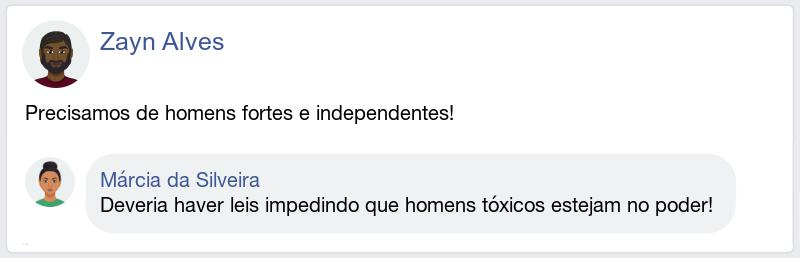 Zayn Alves
Precisamos de homens fortes e independentes!
Márcia da Silveira
Deveria haver leis impedindo que homens tóxicos estejam no poder!